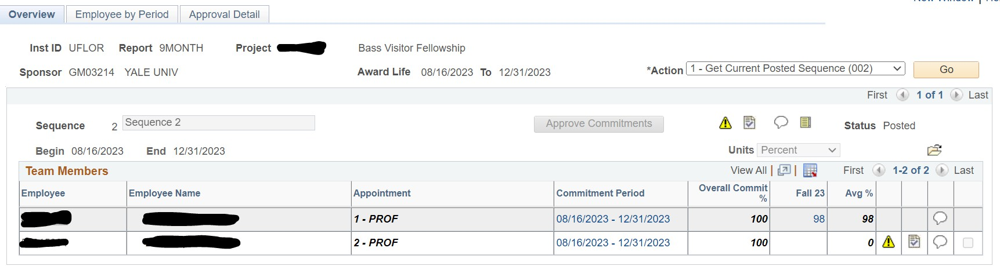 Overview Employee by Period Approval Detail
Inst ID UFLOR Report 9MONTH Project Bass Visitor Fellowship
Sponsor GM03214 YALE UNIV Award Life 08/16/2023 To 12/31/2023 *Action 1 - Get Current Posted Sequence (002) Go
First 1 of 1 Last
Sequence 2 Sequence 2 Approve Commitments Status Posted
Begin 08/16/2023 End 12/31/2023 Units Percent
Team Members View All | | First 1-2 of 2 Last
Employee Employee Name Appointment Commitment Period Overall Commit % Fall 23 Avg %
1 - PROF 08/16/2023 - 12/31/2023 100 98 98
2 - PROF 08/16/2023 - 12/31/2023 100 0